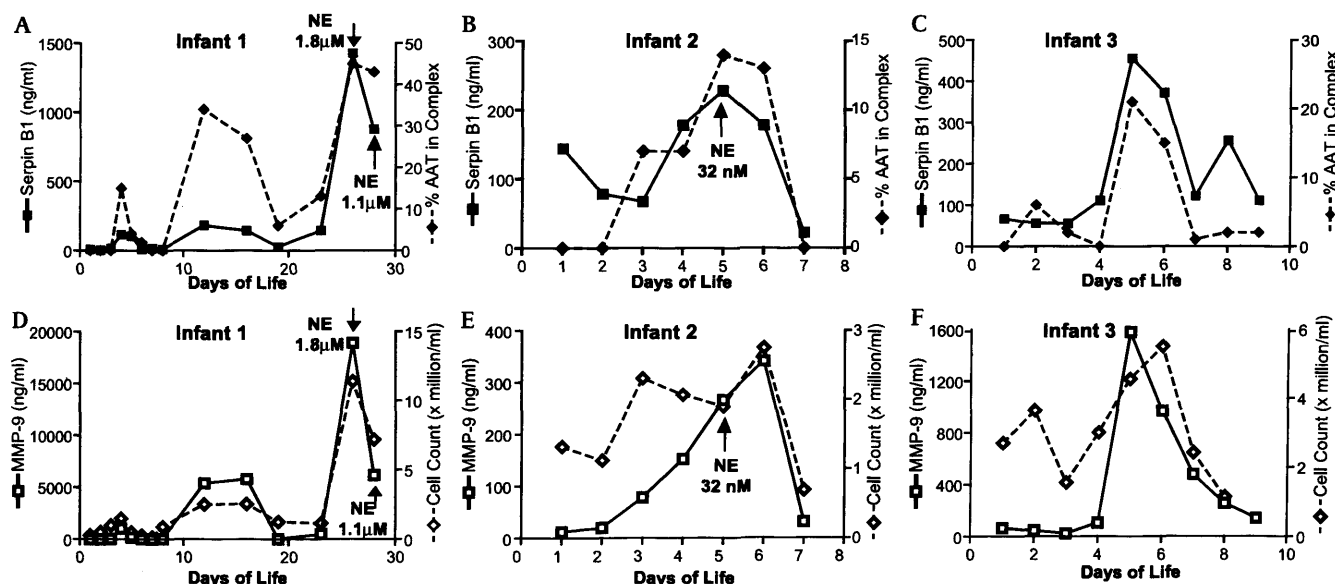 A
Infant 1
NE
1.8µM
NE
1.1µM
Serpin B1 (ng/ml)
1500
1000
500
0
50
40
30
20
10
0
% AAT in Complex
0
10
20
30
Days of Life
B
Infant 2
NE
32 nM
Serpin B1 (ng/ml)
300
200
100
0
15
10
5
0
% AAT in Complex
0
1
2
3
4
5
6
7
8
Days of Life
C
Infant 3
Serpin B1 (ng/ml)
500
400
300
200
100
0
30
20
10
0
% AAT in Complex
0
2
4
6
8
10
Days of Life
D
Infant 1
NE
1.8µM
NE
1.1µM
MMP-9 (ng/ml)
20000
15000
10000
5000
0
15
10
5
0
Cell Count (x million/ml)
0
10
20
30
Days of Life
E
Infant 2
NE
32 nM
MMP-9 (ng/ml)
400
300
200
100
0
3
2
1
0
Cell Count (x million/ml)
0
1
2
3
4
5
6
7
8
Days of Life
F
Infant 3
MMP-9 (ng/ml)
1600
1200
800
400
0
6
4
2
0
Cell Count (x million/ml)
0
2
4
6
8
10
Days of Life